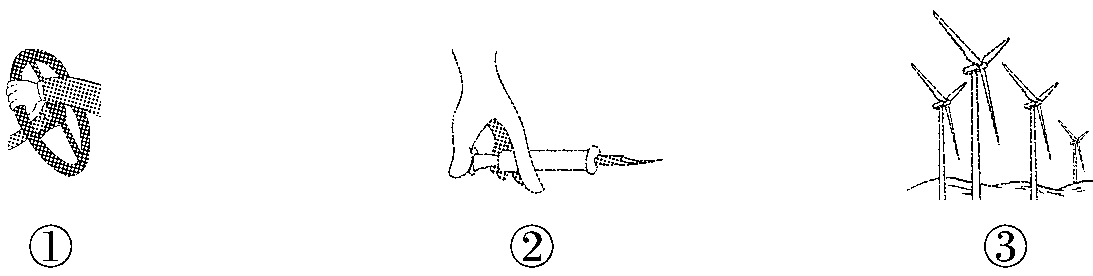 ① ② ③